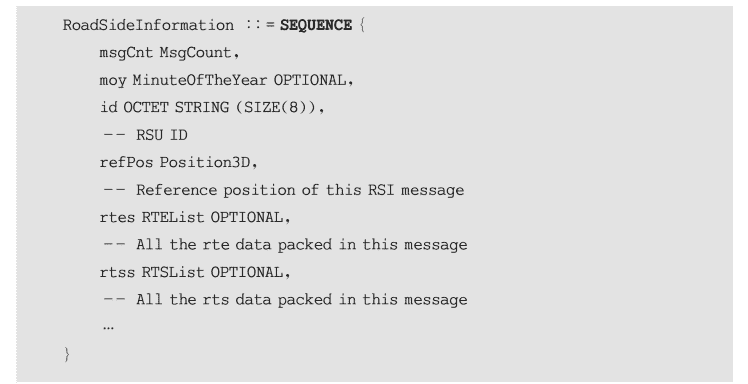 RoadSideInformation ::= SEQUENCE {
msgCnt MsgCount,
moy MinuteOfTheYear OPTIONAL,
id OCTET STRING (SIZE(8)),
-- RSU ID
refPos Position3D,
-- Reference position of this RSI message
rtes RTEList OPTIONAL,
-- All the rte data packed in this message
rtss RTSList OPTIONAL,
-- All the rts data packed in this message
…
}